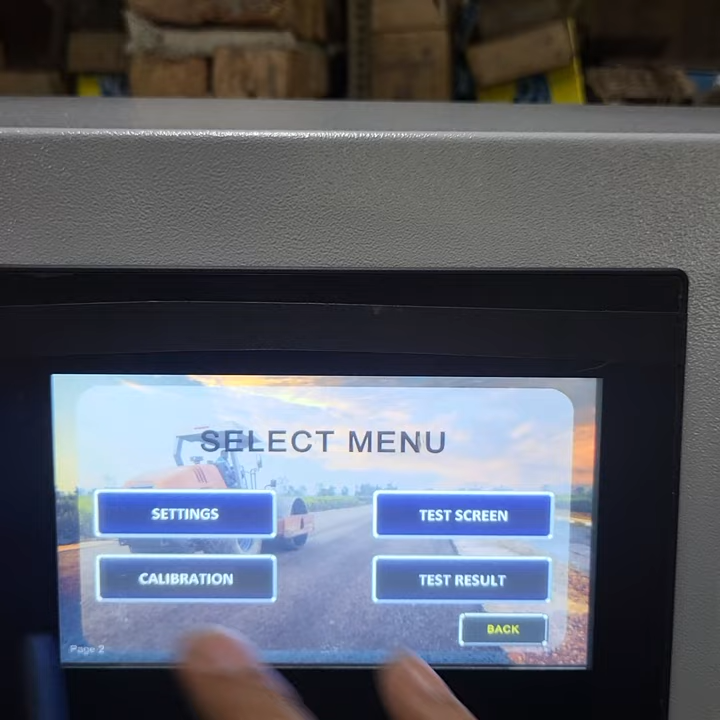 SELECT MENU
SETTINGS
TEST SCREEN
CALIBRATION
TEST RESULT
BACK
Page 2